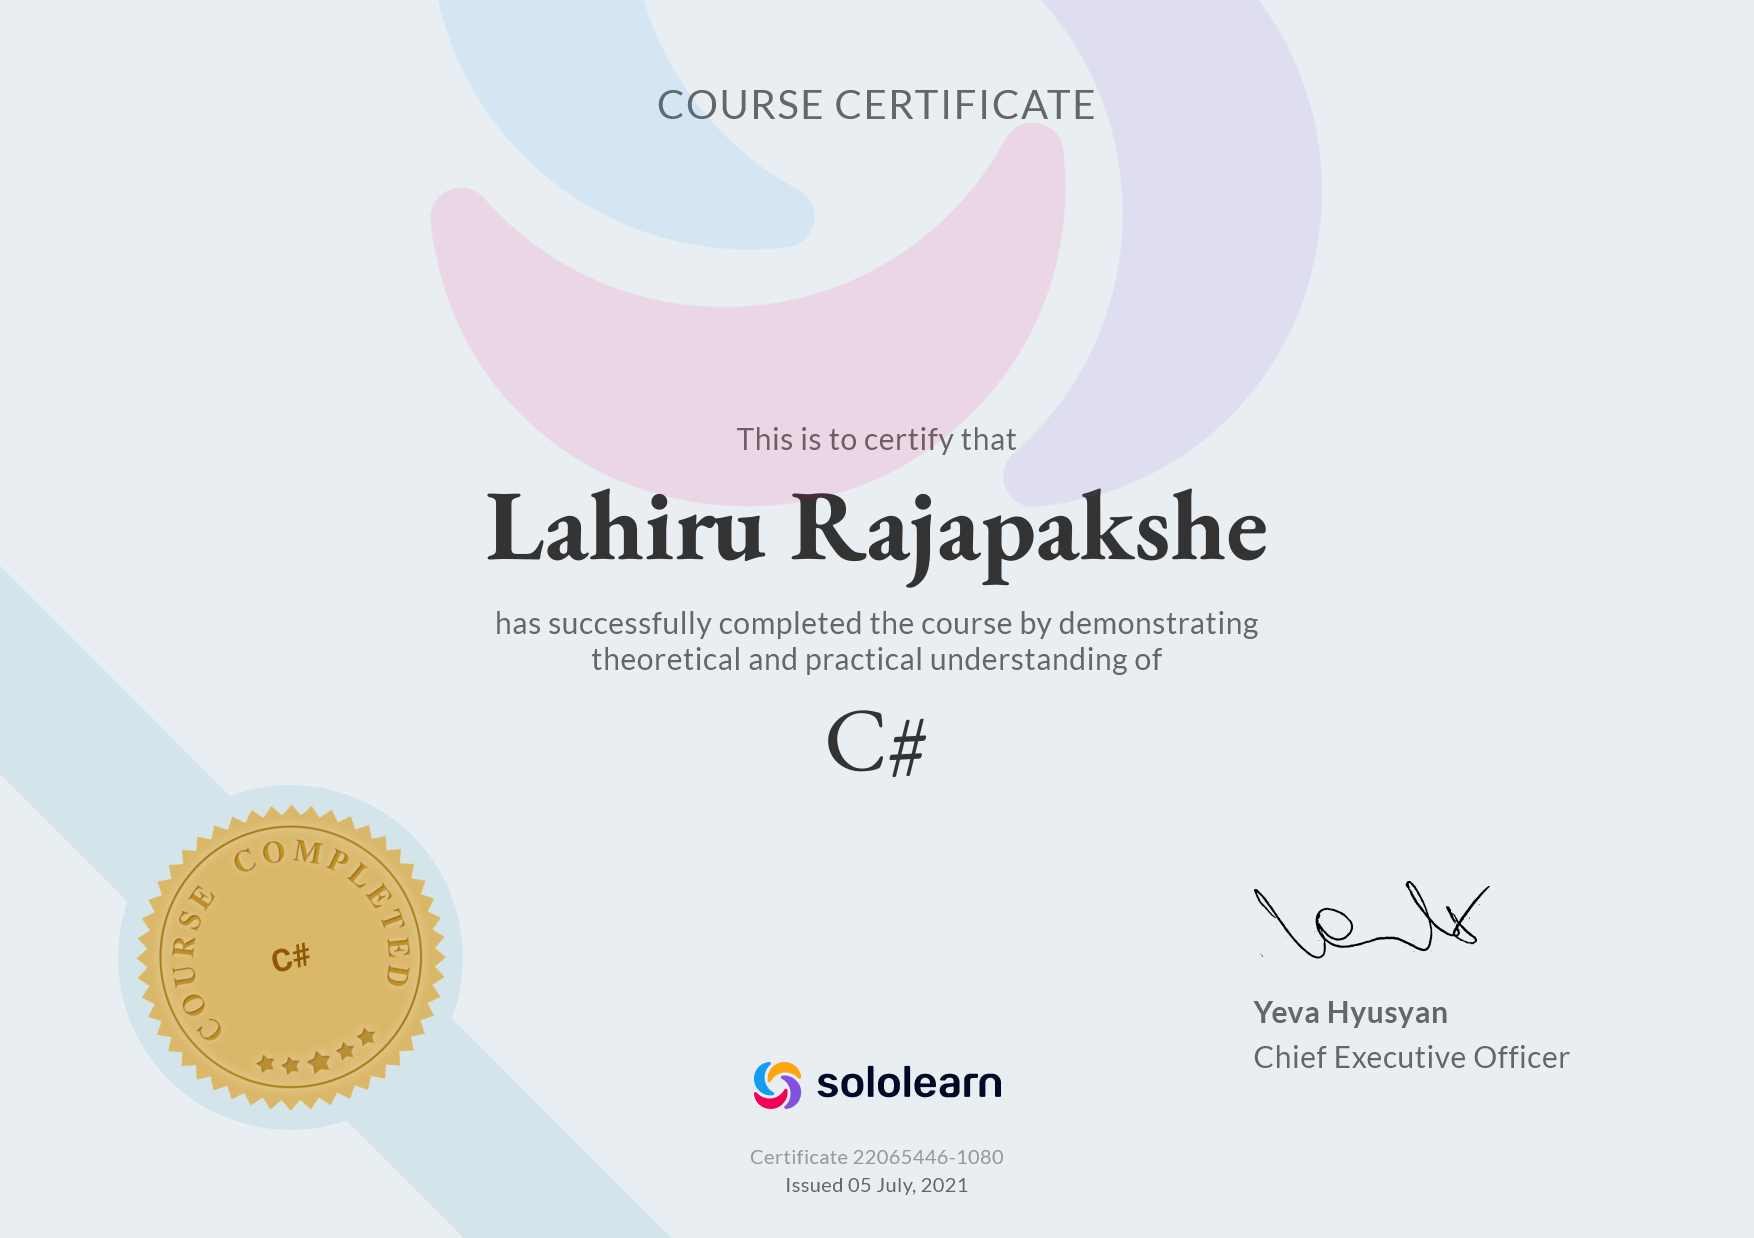 COURSE CERTIFICATE
This is to certify that
Lahiru Rajapakshe
has successfully completed the course by demonstrating
theoretical and practical understanding of
C#
COURSE COMPLETED
C#
Yeva Hyusyan
Chief Executive Officer
sololearn
Certificate 22065446-1080
Issued 05 July, 2021